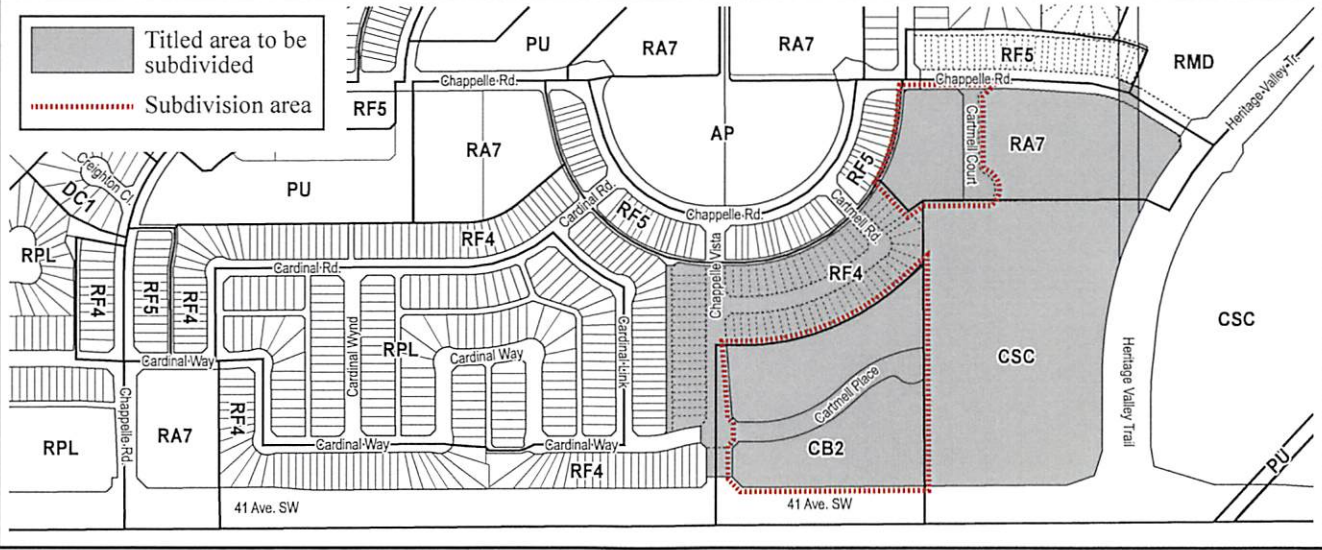 Titled area to be
subdivided
Subdivision area
PU
RA7
RA7
RF5
RMD
Chappelle Rd.
Chappelle Rd.
Heritage Valley Tr.
RF5
RA7
AP
RF5
Cartmell Court
RA7
Creighton Cl.
DC1
PU
Cardinal Rd.
RF5
Chappelle Rd.
Cartmell Rd.
RPL
RF4
RF4
RF5
RF4
Cardinal Rd.
Chappelle Vista
RF4
CSC
Cardinal Wynd
RPL
Cardinal Way
Cardinal Link
CSC
Heritage Valley Trail
Cardinal Way
Cartmell Place
Chappelle Rd.
RPL
RA7
RF4
Cardinal Way
Cardinal Way
RF4
CB2
PU
41 Ave. SW
41 Ave. SW